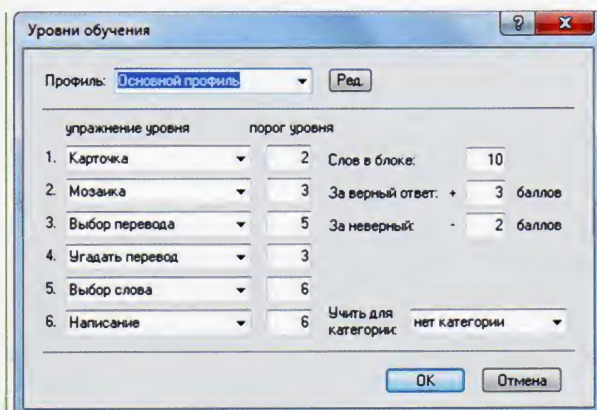 Уровни обучения
Профиль: Основной профиль Ред.
упражнение уровня порог уровня
1. Карточка 2 Слов в блоке: 10
2. Мозаика 3 За верный ответ: + 3 баллов
3. Выбор перевода 5 За неверный: - 2 баллов
4. Угадать перевод 3
5. Выбор слова 6
6. Написание 6 Учить для категории: нет категории
OK Отмена